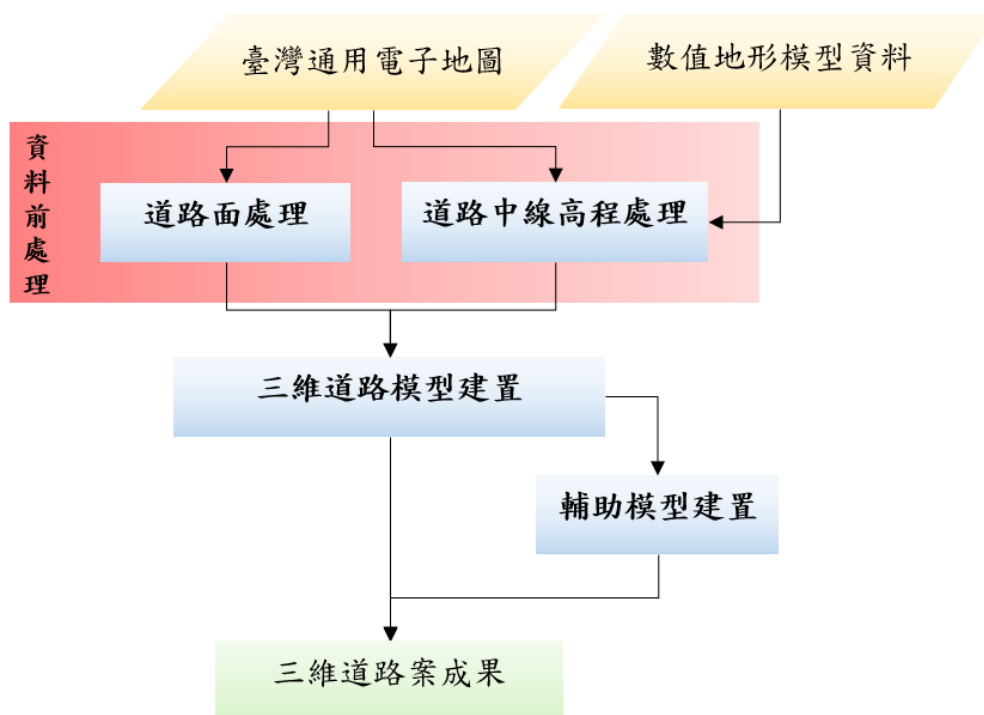 臺灣通用電子地圖
數值地形模型資料
資料前處理
道路面處理
道路中線高程處理
三維道路模型建置
輔助模型建置
三維道路案成果